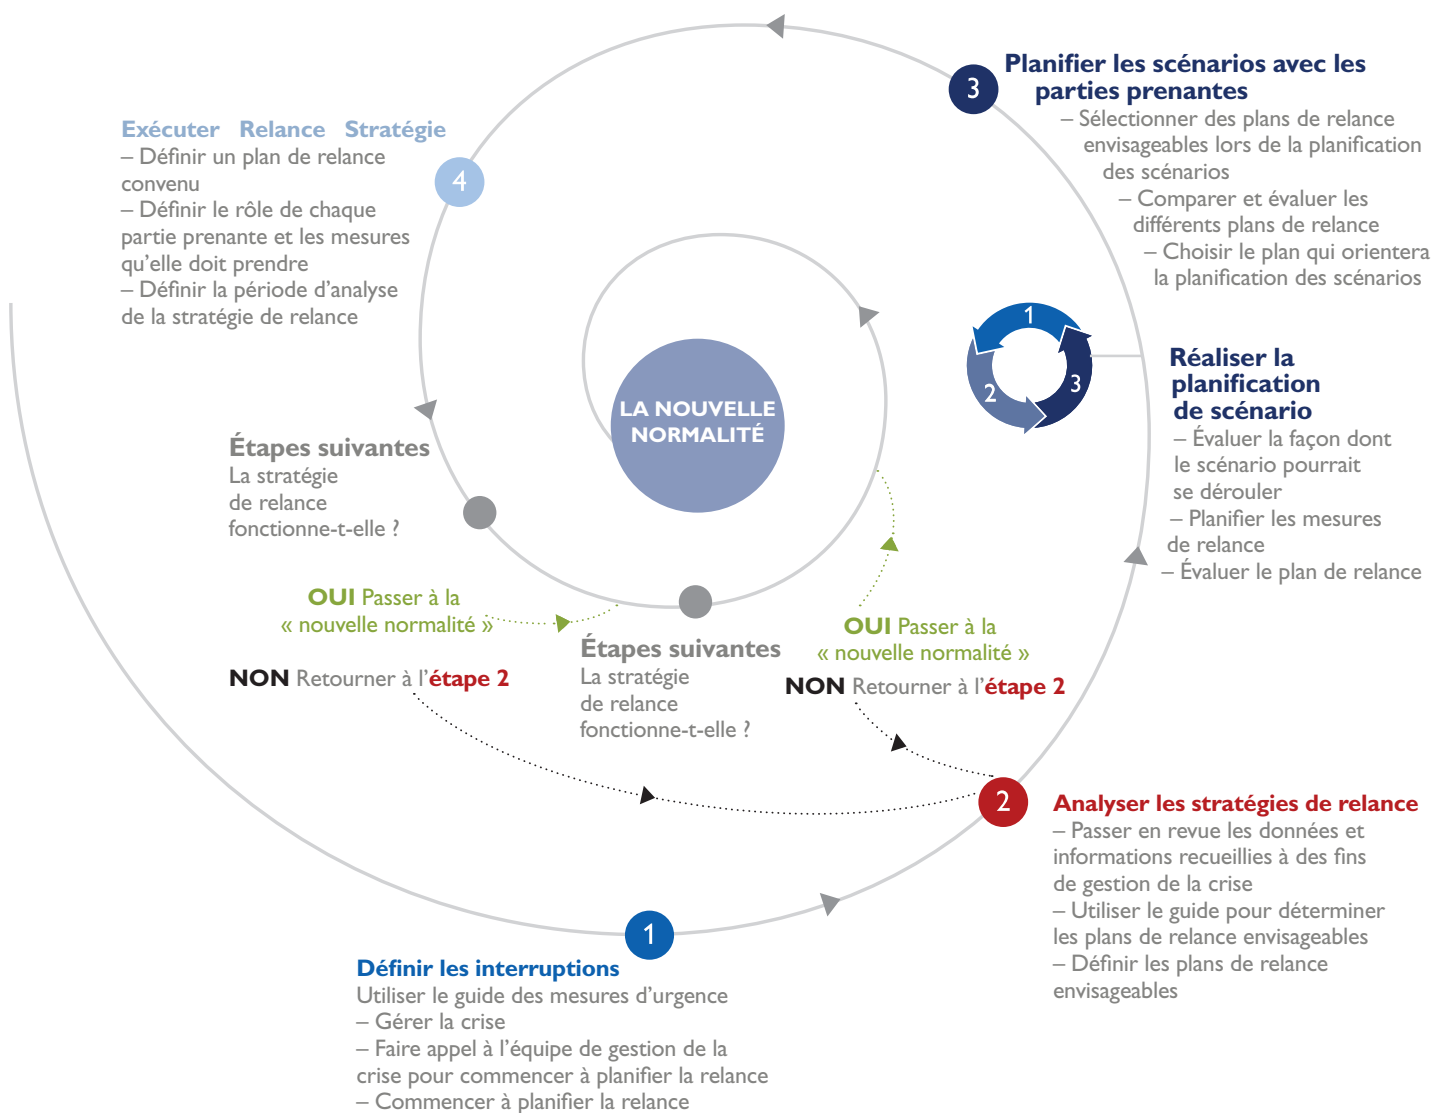 3
Planifier les scénarios avec les
parties prenantes
– Sélectionner des plans de relance
envisageables lors de la planification
des scénarios
– Comparer et évaluer les
différents plans de relance
– Choisir le plan qui orientera
la planification des scénarios
Exécuter Relance Stratégie
– Définir un plan de relance
convenu
– Définir le rôle de chaque
partie prenante et les mesures
qu'elle doit prendre
– Définir la période d'analyse
de la stratégie de relance
4
1
2
3
Réaliser la
planification
de scénario
– Évaluer la façon dont
le scénario pourrait
se dérouler
– Planifier les mesures
de relance
– Évaluer le plan de relance
LA NOUVELLE
NORMALITÉ
Étapes suivantes
La stratégie
de relance
fonctionne-t-elle ?
OUI Passer à la
« nouvelle normalité »
NON Retourner à l'étape 2
Étapes suivantes
La stratégie
de relance
fonctionne-t-elle ?
OUI Passer à la
« nouvelle normalité »
NON Retourner à l'étape 2
2
Analyser les stratégies de relance
– Passer en revue les données et
informations recueillies à des fins
de gestion de la crise
– Utiliser le guide pour déterminer
les plans de relance envisageables
– Définir les plans de relance
envisageables
1
Définir les interruptions
Utiliser le guide des mesures d'urgence
– Gérer la crise
– Faire appel à l'équipe de gestion de la
crise pour commencer à planifier la relance
– Commencer à planifier la relance